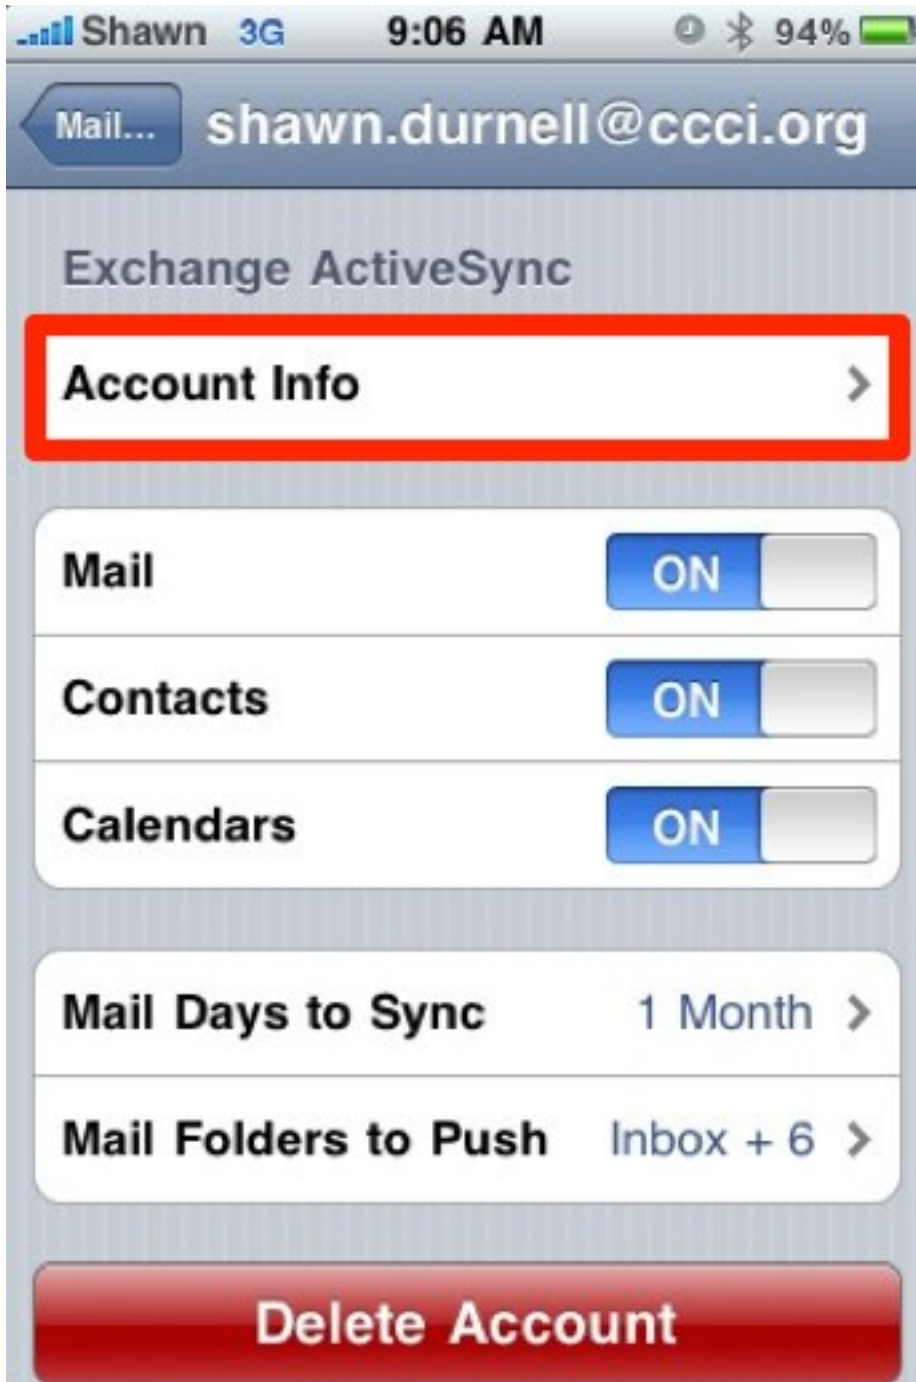 Shawn 3G 9:06 AM 94%
Mail... shawn.durnell@ccci.org
Exchange ActiveSync
Account Info
Mail ON
Contacts ON
Calendars ON
Mail Days to Sync 1 Month
Mail Folders to Push Inbox + 6
Delete Account